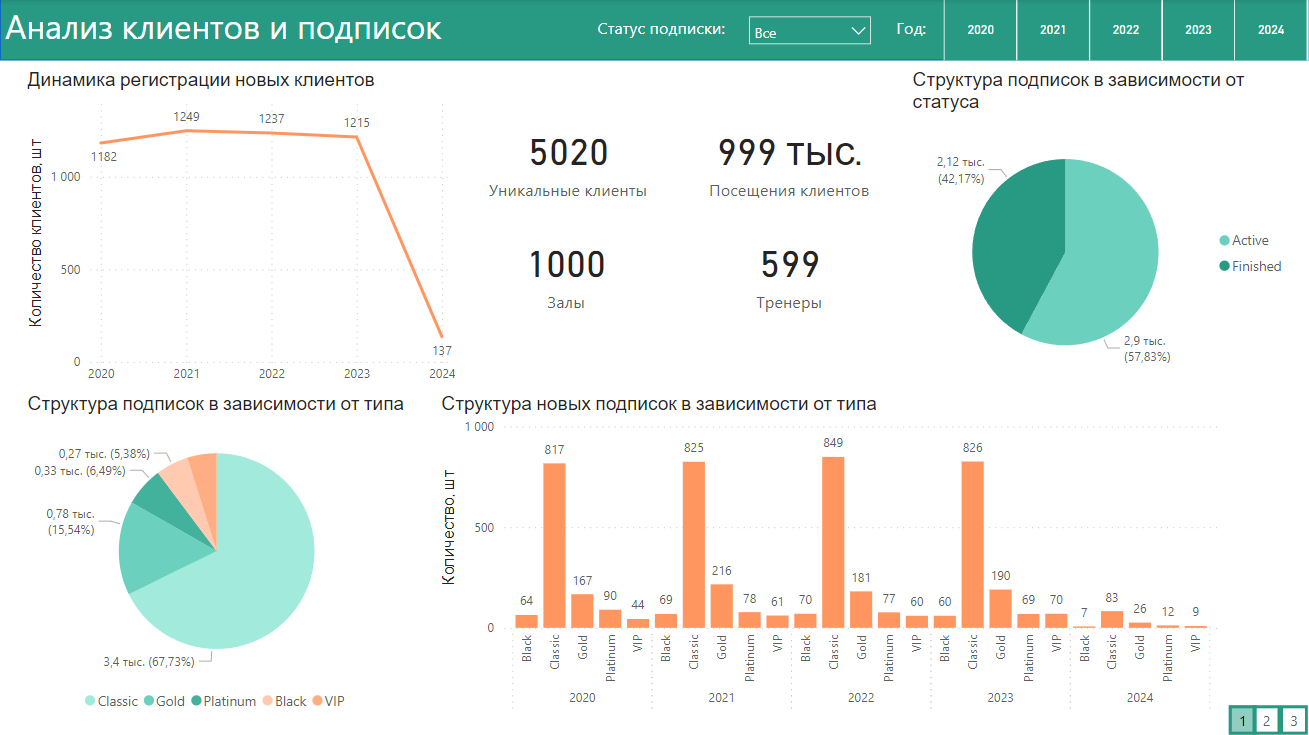 Анализ клиентов и подписок
Статус подписки:
Все
Год:
2020
2021
2022
2023
2024
Динамика регистрации новых клиентов
Количество клиентов, шт
1 000
500
0
1182
1249
1237
1215
137
2020
2021
2022
2023
2024
5020
Уникальные клиенты
999 тыс.
Посещения клиентов
1000
Залы
599
Тренеры
Структура подписок в зависимости от
статуса
2,12 тыс.
(42,17%)
2,9 тыс.
(57,83%)
Active
Finished
Структура подписок в зависимости от типа
0,27 тыс. (5,38%)
0,33 тыс. (6,49%)
0,78 тыс.
(15,54%)
3,4 тыс. (67,73%)
Classic
Gold
Platinum
Black
VIP
Структура новых подписок в зависимости от типа
Количество, шт
1 000
500
0
64
817
167
90
44
69
825
216
78
61
70
849
181
77
60
60
826
190
69
70
7
83
26
12
9
Black
Classic
Gold
Platinum
VIP
Black
Classic
Gold
Platinum
VIP
Black
Classic
Gold
Platinum
VIP
Black
Classic
Gold
Platinum
VIP
Black
Classic
Gold
Platinum
VIP
2020
2021
2022
2023
2024
1
2
3